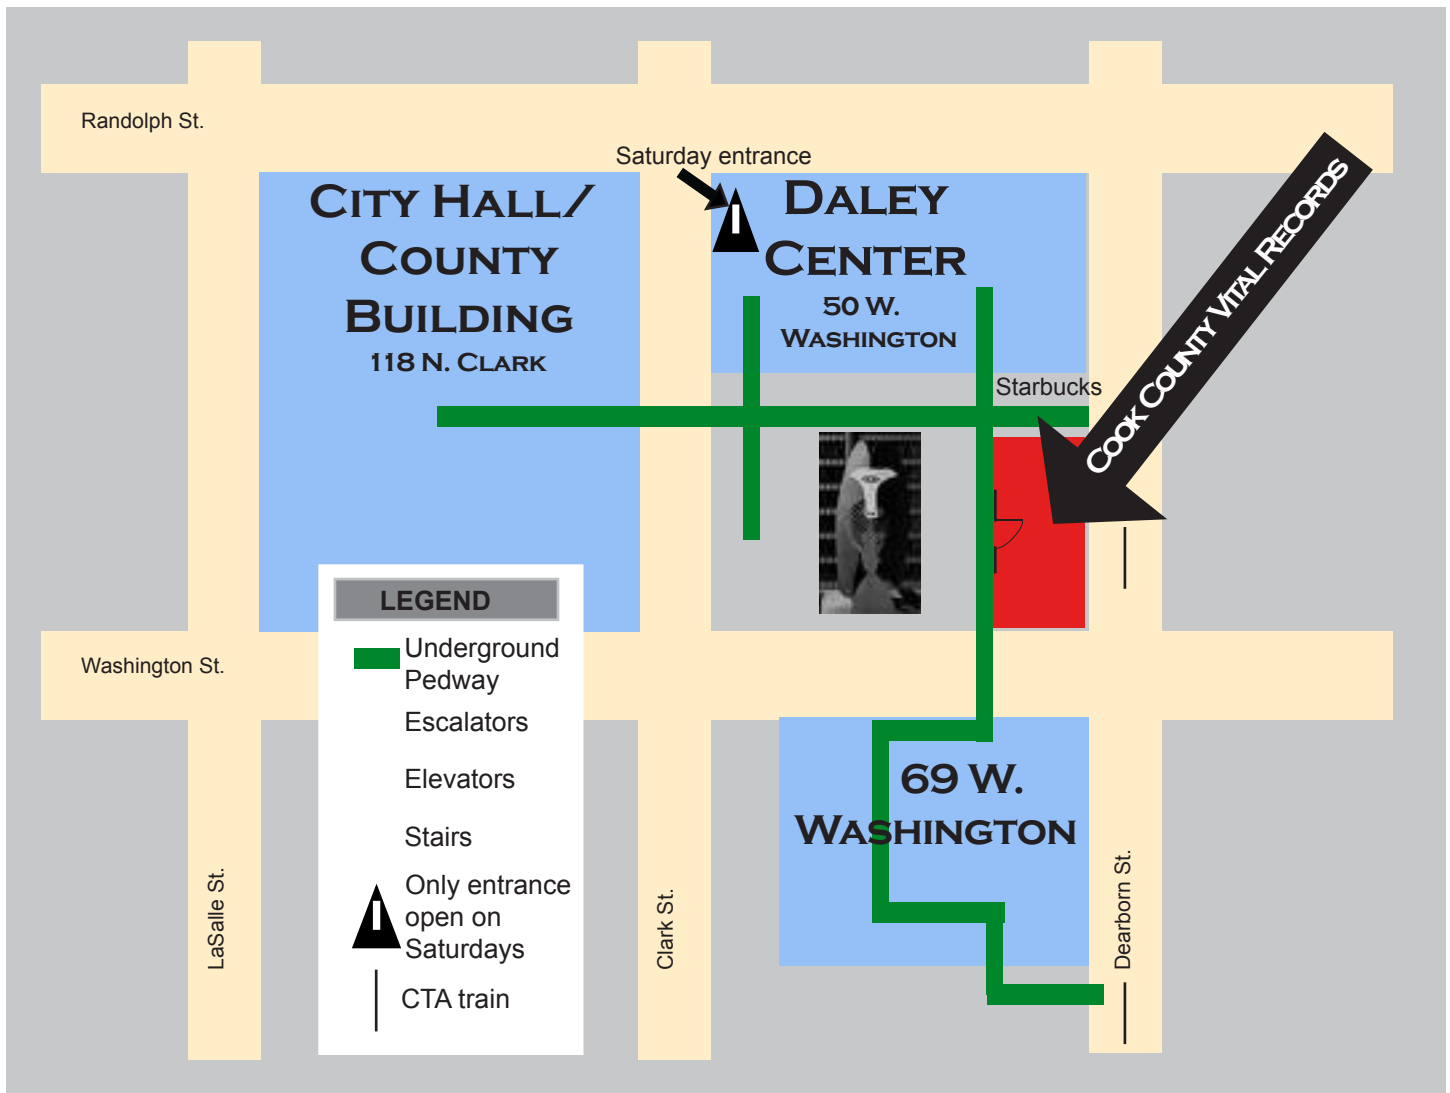 Randolph St.
Saturday entrance
CITY HALL/
COUNTY
BUILDING
118 N. CLARK
DALEY
CENTER
50 W.
WASHINGTON
COOK COUNTY VITAL RECORDS
Starbucks
LEGEND
Underground
Pedway
Escalators
Elevators
Stairs
Only entrance
open on
Saturdays
CTA train
Washington St.
69 W.
WASHINGTON
LaSalle St.
Clark St.
Dearborn St.